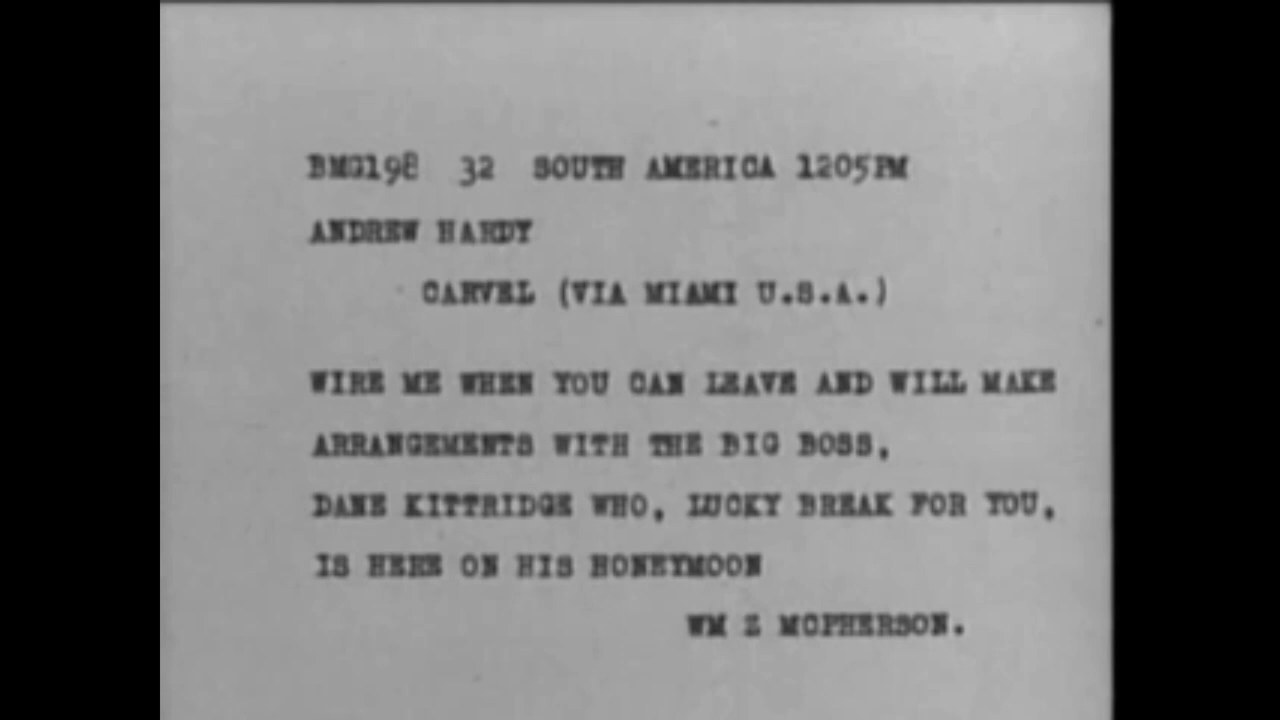 BMG198 32 SOUTH AMERICA 1205PM
ANDREW HARDY
CARVEL (VIA MIAMI U.S.A.)
WIRE ME WHEN YOU CAN LEAVE AND WILL MAKE
ARRANGEMENTS WITH THE BIG BOSS,
DANE KITTRIDGE WHO, LUCKY BREAK FOR YOU,
IS HERE ON HIS HONEYMOON
WM Z MCPHERSON.